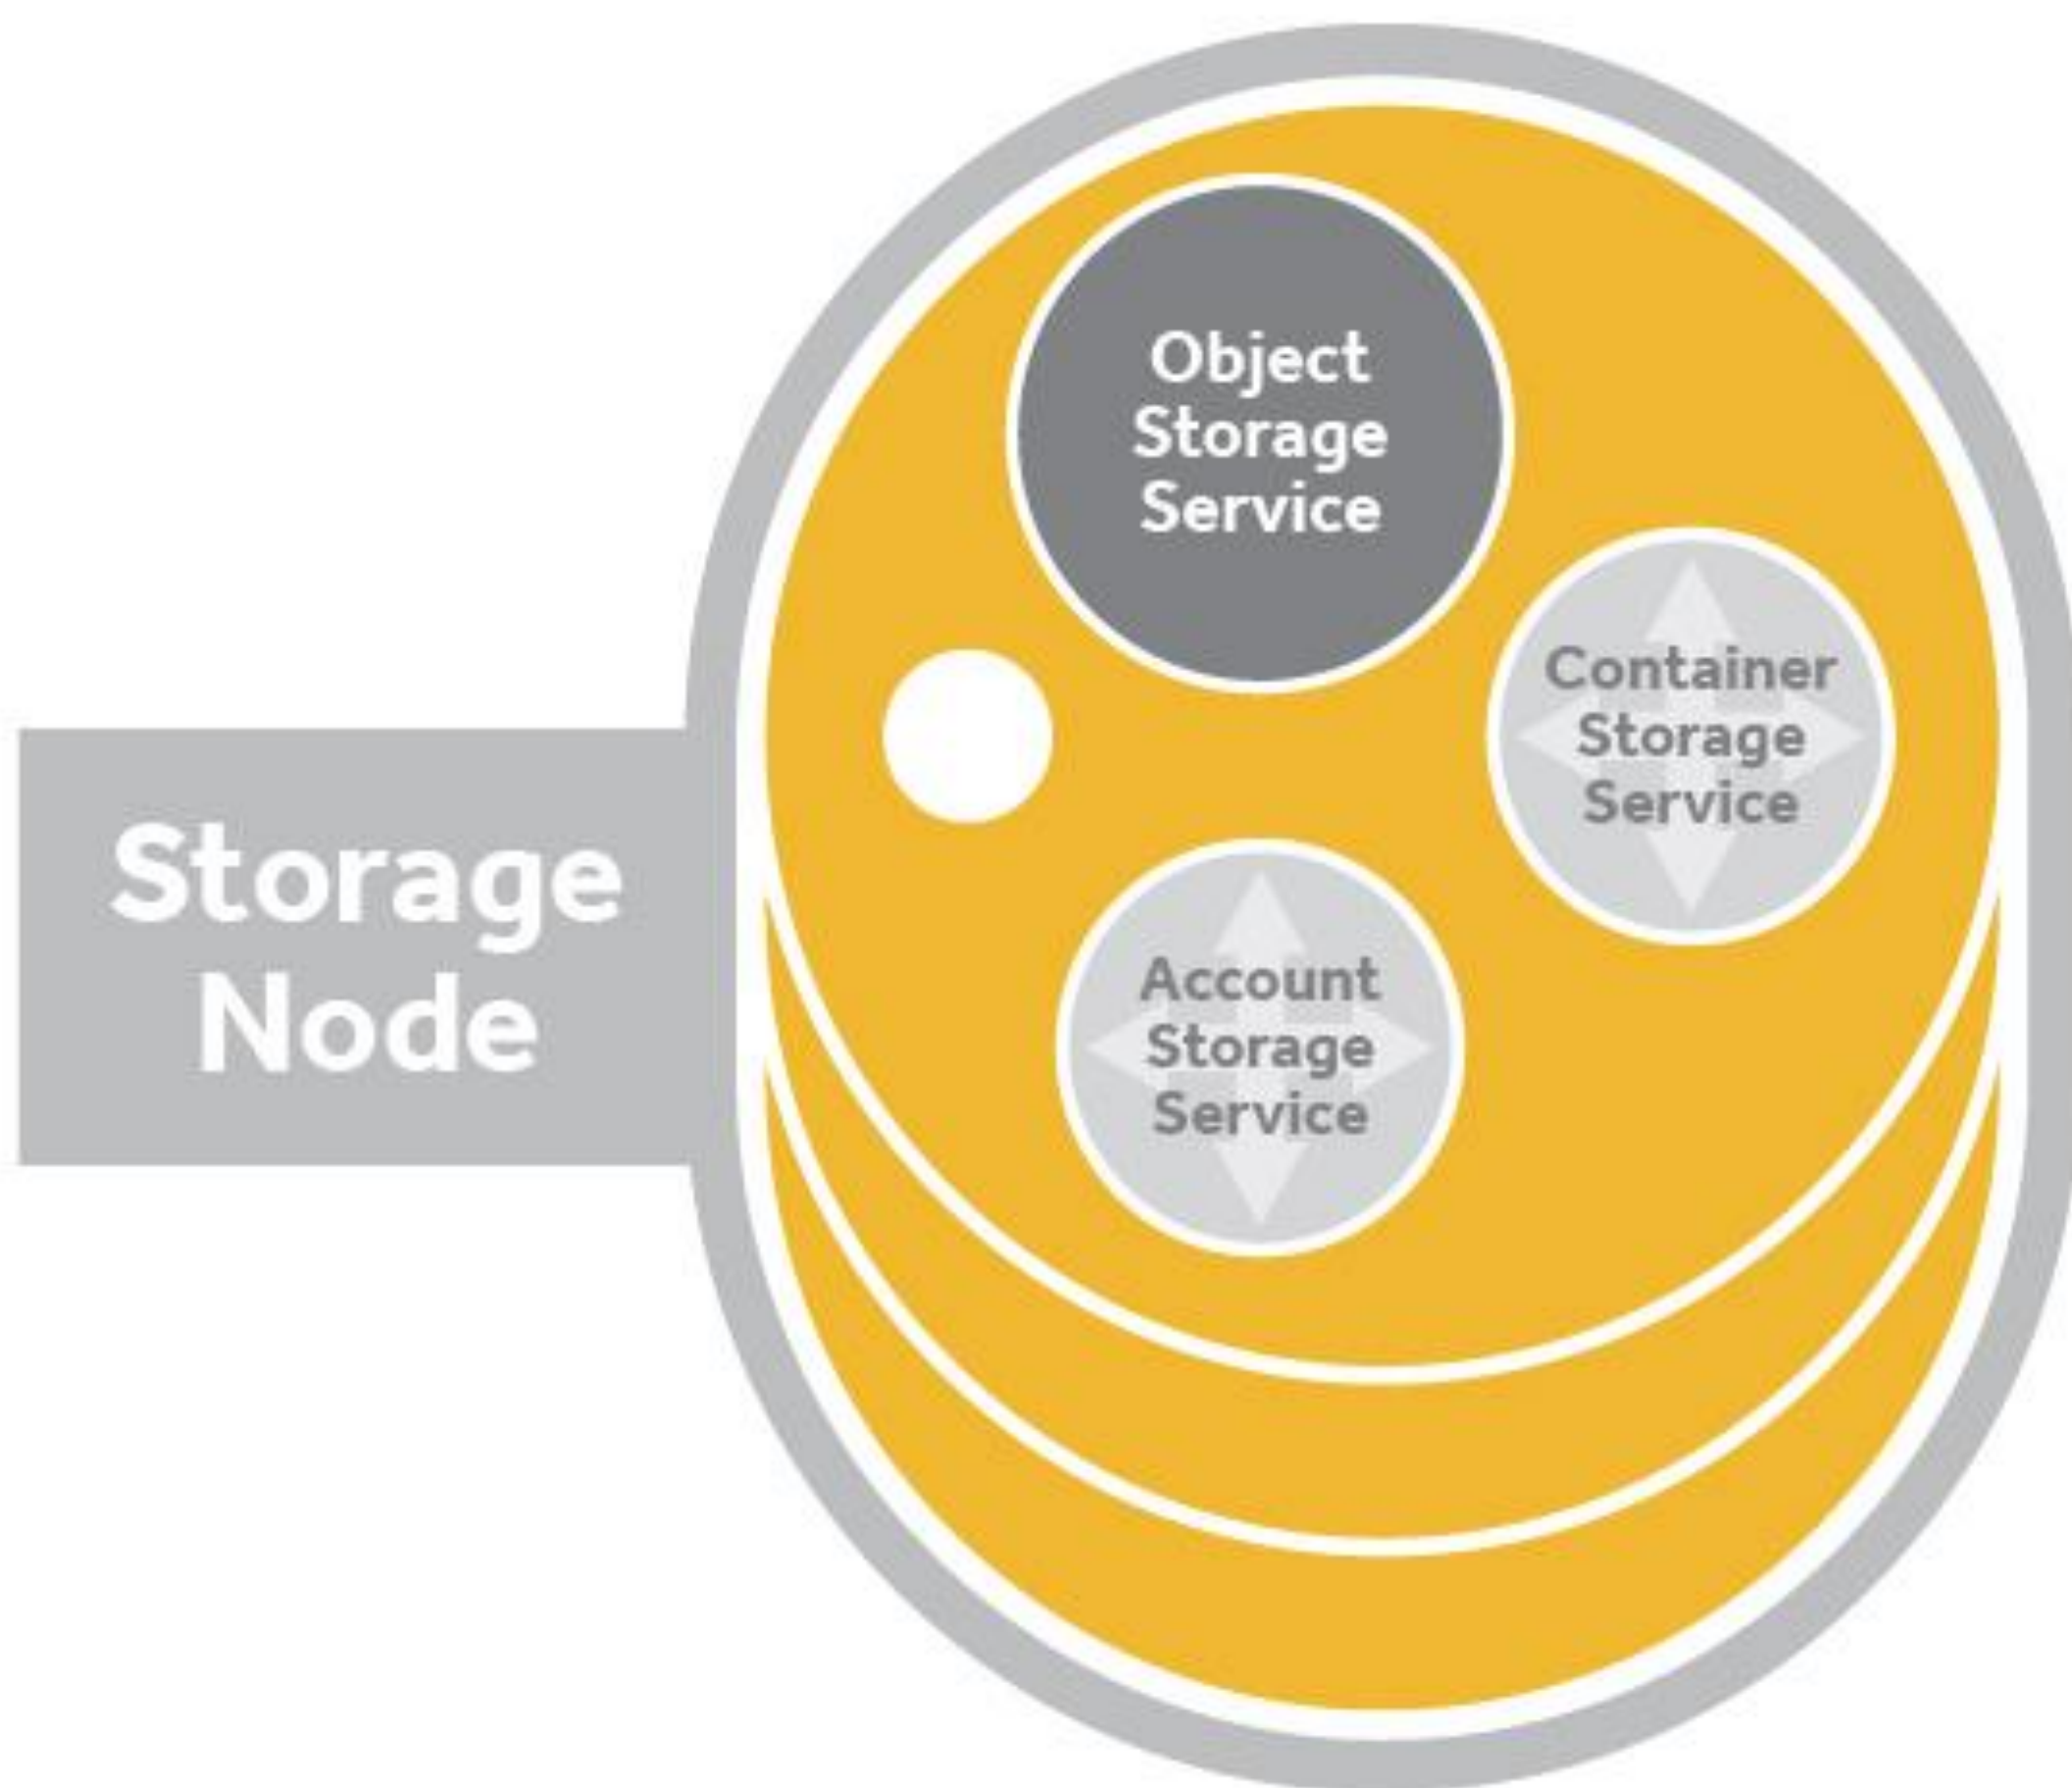 Object
Storage
Service
Container
Storage
Service
Storage
Node
Account
Storage
Service